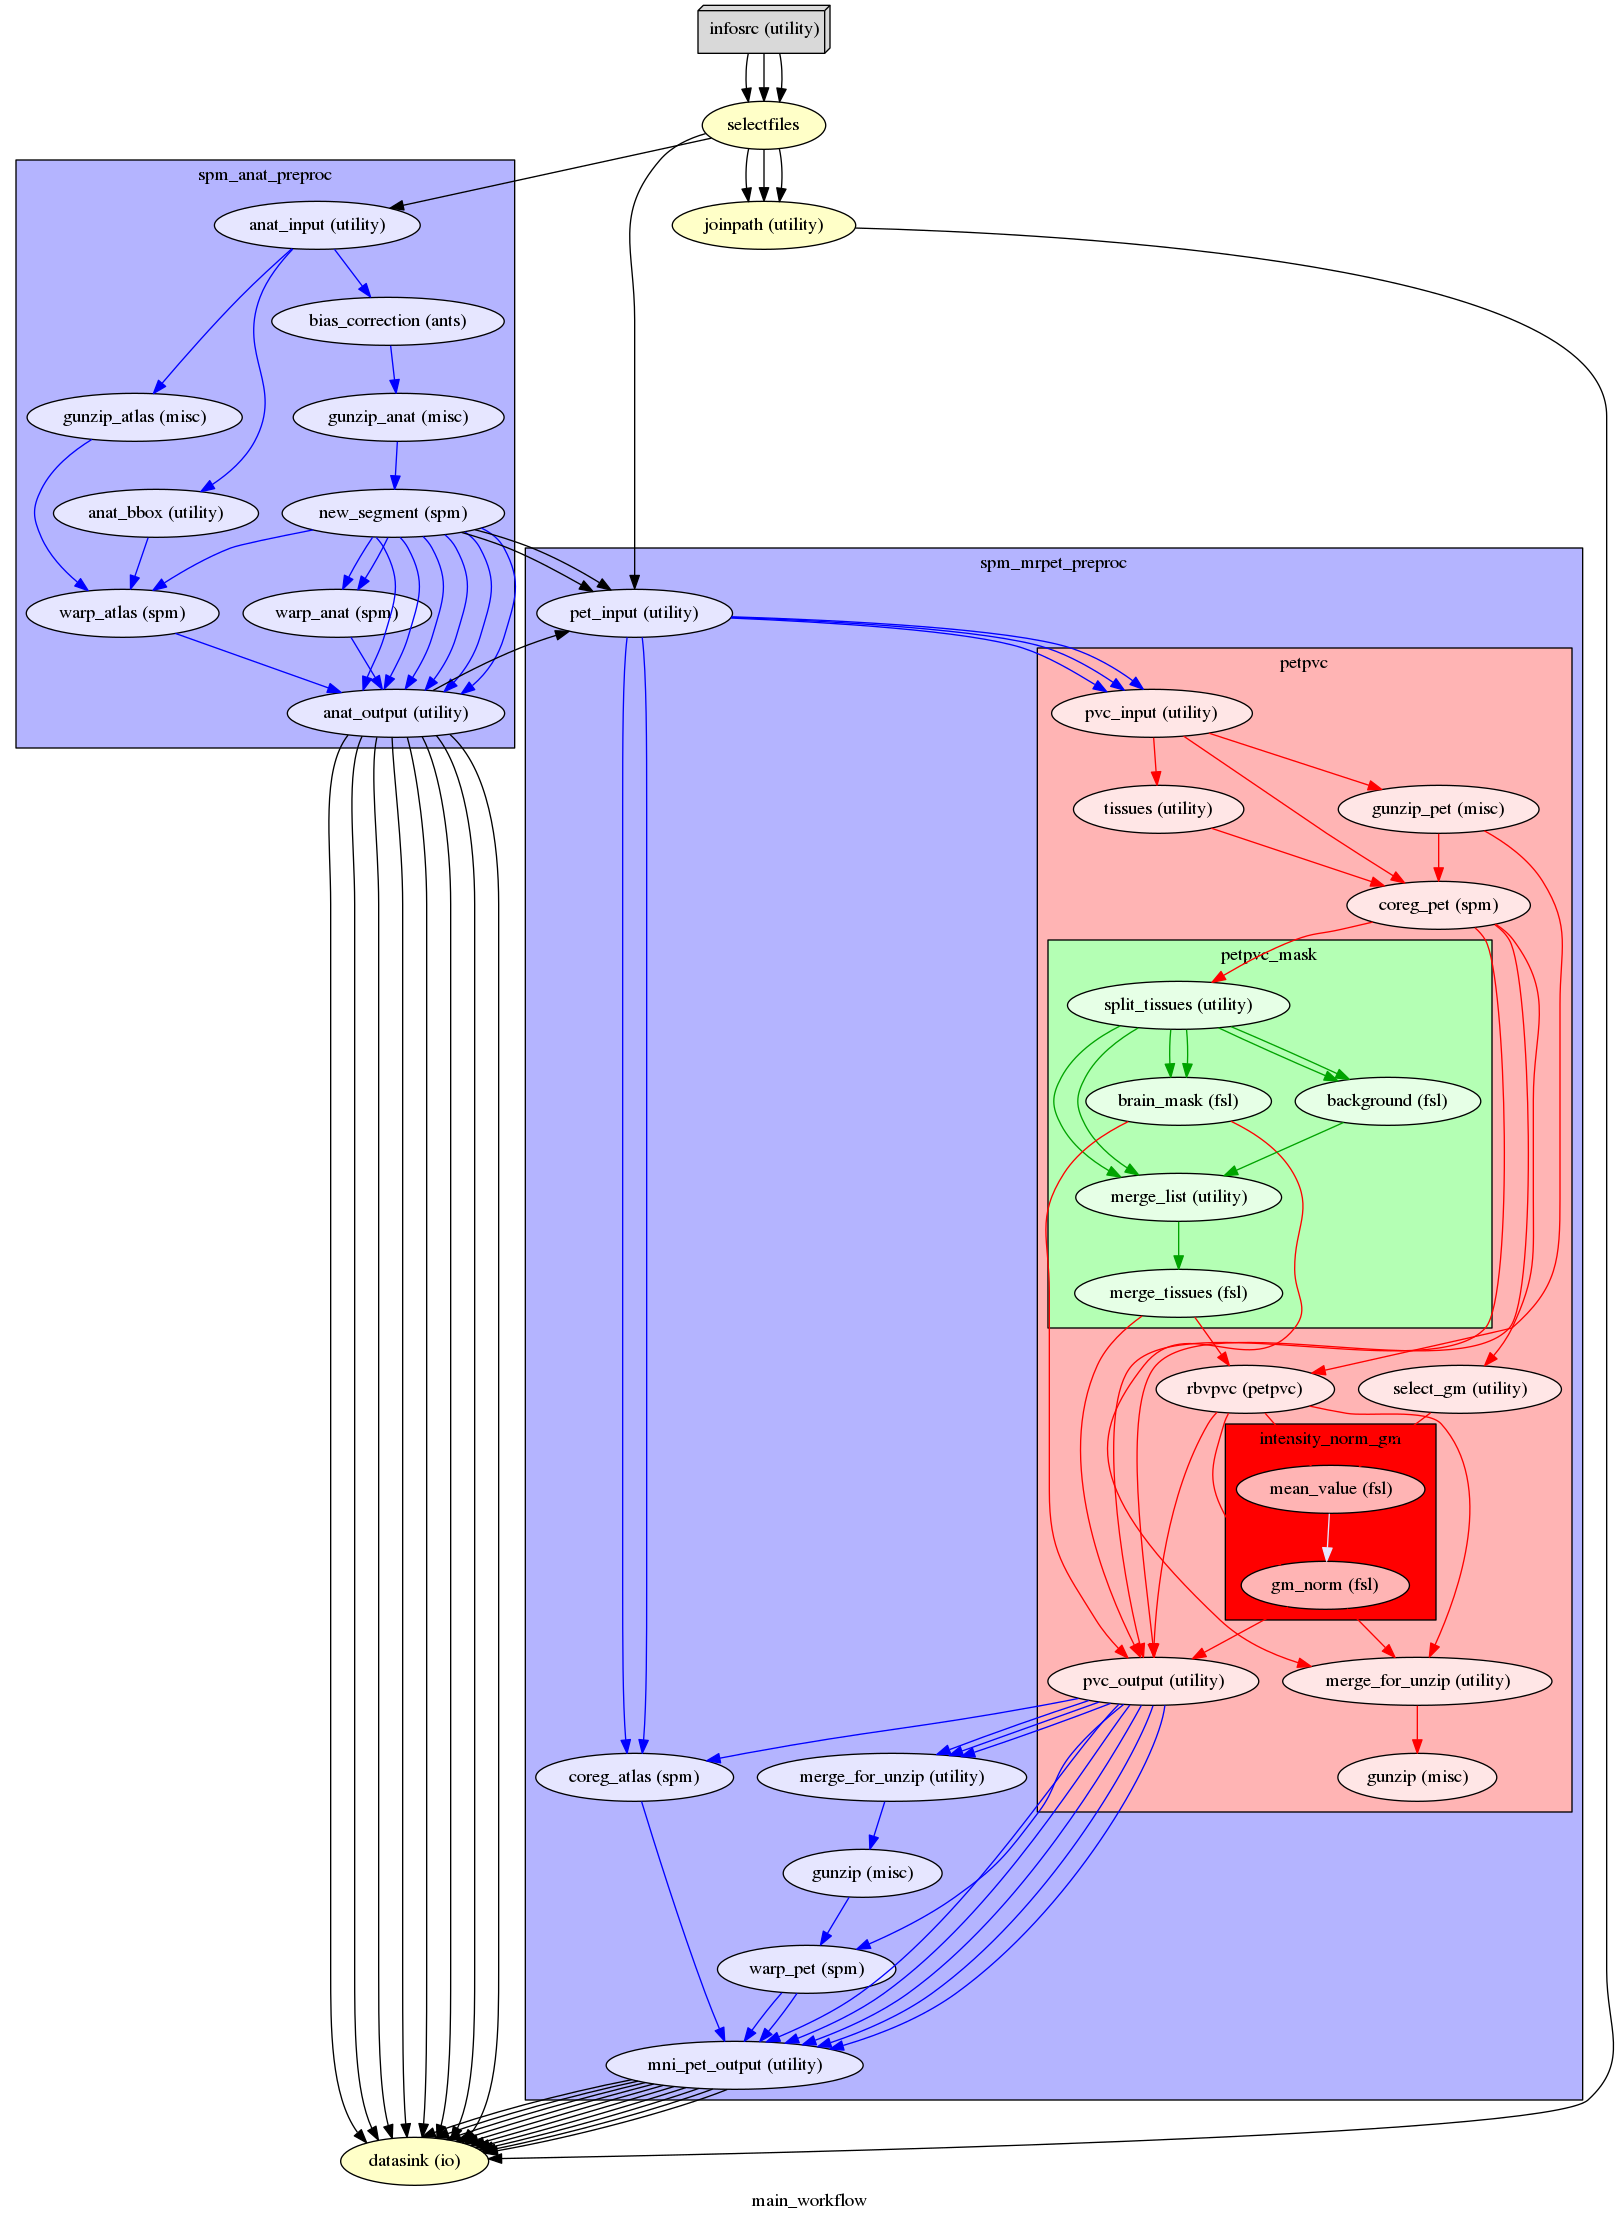 infosrc (utility)
selectfiles
spm_anat_preproc
anat_input (utility)
joinpath (utility)
bias_correction (ants)
gunzip_atlas (misc)
gunzip_anat (misc)
anat_bbox (utility)
new_segment (spm)
spm_mrpet_preproc
warp_atlas (spm)
warp_anat (spm)
pet_input (utility)
petpvc
anat_output (utility)
pvc_input (utility)
tissues (utility)
gunzip_pet (misc)
coreg_pet (spm)
petpvc_mask
split_tissues (utility)
brain_mask (fsl)
background (fsl)
merge_list (utility)
merge_tissues (fsl)
rbvpvc (petpvc)
select_gm (utility)
intensity_norm_gm
mean_value (fsl)
gm_norm (fsl)
pvc_output (utility)
merge_for_unzip (utility)
coreg_atlas (spm)
merge_for_unzip (utility)
gunzip (misc)
gunzip (misc)
warp_pet (spm)
mni_pet_output (utility)
datasink (io)
main_workflow